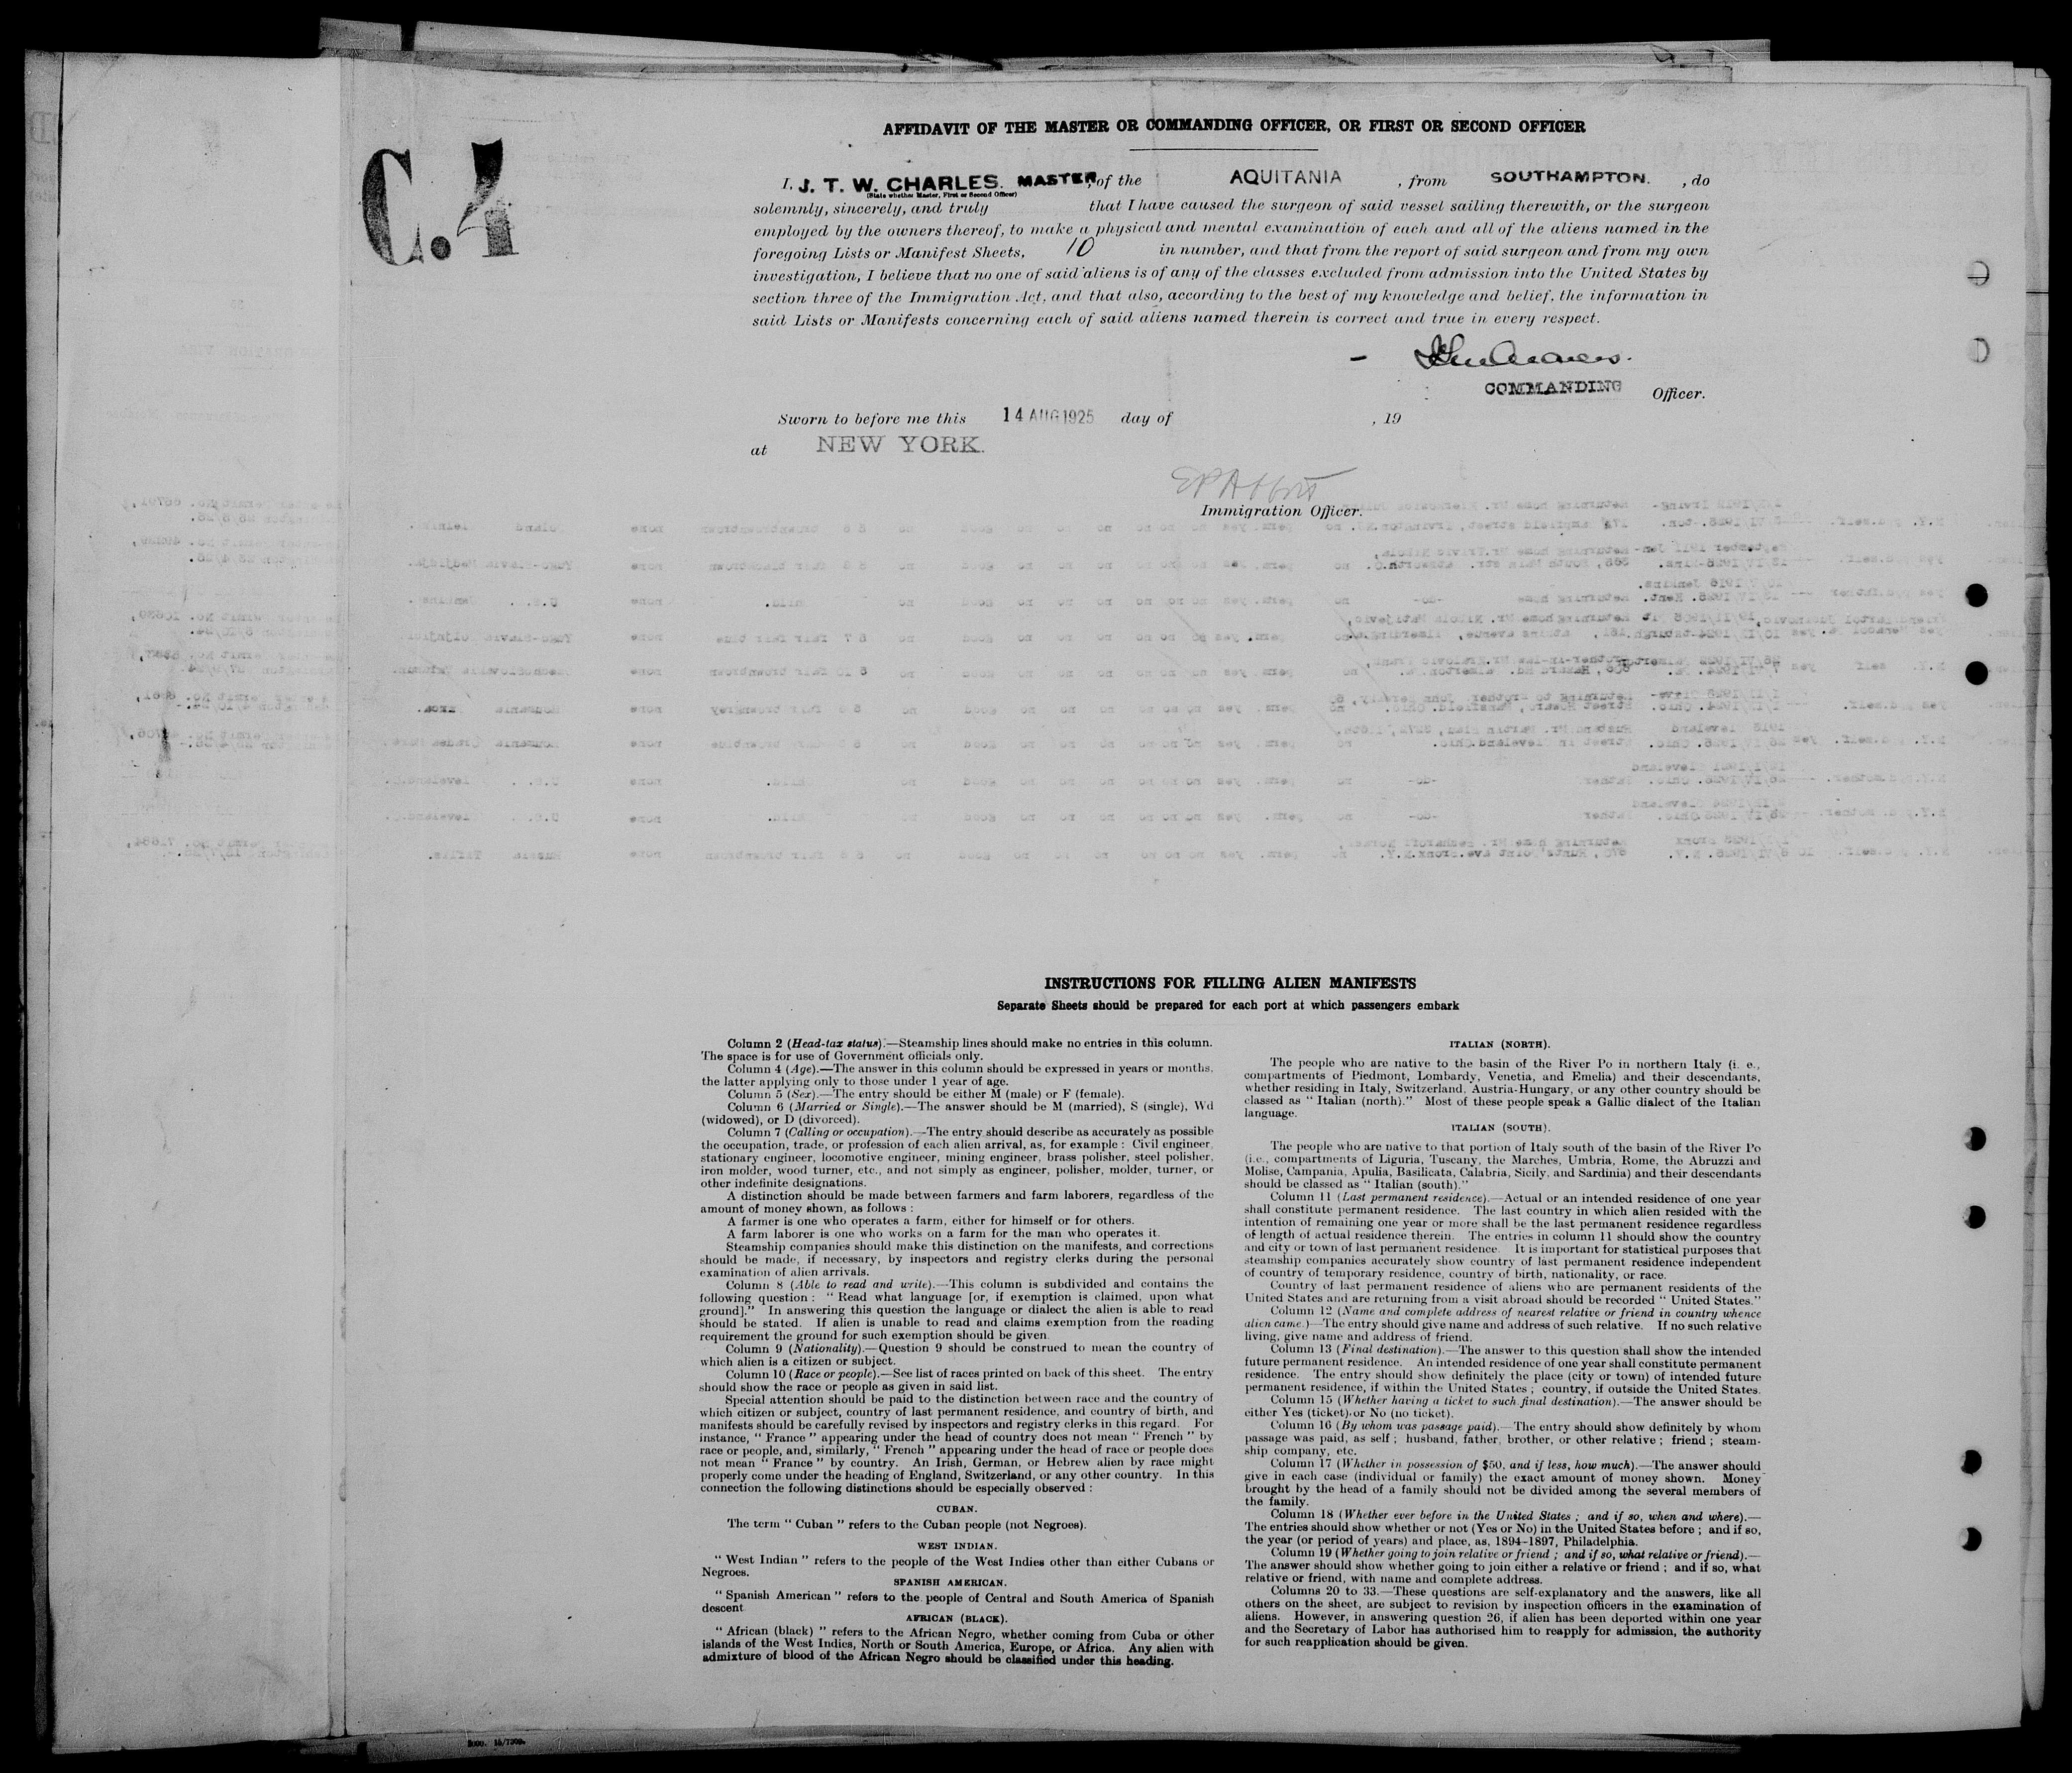 AFFIDAVIT OF THE MASTER OR COMMANDING OFFICER, OR FIRST OR SECOND OFFICER
C.4
I, J. T. W. CHARLES. MASTER, of the AQUITANIA , from SOUTHAMPTON. , do
(State whether Master, First or Second Officer)
solemnly, sincerely, and truly that I have caused the surgeon of said vessel sailing therewith, or the surgeon
employed by the owners thereof, to make a physical and mental examination of each and all of the aliens named in the
foregoing Lists or Manifest Sheets, 10 in number, and that from the report of said surgeon and from my own
investigation, I believe that no one of said aliens is of any of the classes excluded from admission into the United States by
section three of the Immigration Act, and that also, according to the best of my knowledge and belief, the information in
said Lists or Manifests concerning each of said aliens named therein is correct and true in every respect.
COMMANDING Officer.
Sworn to before me this 14 AUG 1925 day of , 19
at NEW YORK.
Immigration Officer.
INSTRUCTIONS FOR FILLING ALIEN MANIFESTS
Separate Sheets should be prepared for each port at which passengers embark
Column 2 (Head-tax status).—Steamship lines should make no entries in this column.
The space is for use of Government officials only.
Column 4 (Age).—The answer in this column should be expressed in years or months,
the latter applying only to those under 1 year of age.
Column 5 (Sex).—The entry should be either M (male) or F (female).
Column 6 (Married or Single).—The answer should be M (married), S (single), Wd
(widowed), or D (divorced).
Column 7 (Calling or occupation).—The entry should describe as accurately as possible
the occupation, trade, or profession of each alien arrival, as, for example : Civil engineer,
stationary engineer, locomotive engineer, mining engineer, brass polisher, steel polisher,
iron molder, wood turner, etc., and not simply as engineer, polisher, molder, turner, or
other indefinite designations.
A distinction should be made between farmers and farm laborers, regardless of the
amount of money shown, as follows :
A farmer is one who operates a farm, either for himself or for others.
A farm laborer is one who works on a farm for the man who operates it.
Steamship companies should make this distinction on the manifests, and corrections
should be made, if necessary, by inspectors and registry clerks during the personal
examination of alien arrivals.
Column 8 (Able to read and write).—This column is subdivided and contains the
following question : " Read what language [or, if exemption is claimed, upon what
ground]." In answering this question the language or dialect the alien is able to read
should be stated. If alien is unable to read and claims exemption from the reading
requirement the ground for such exemption should be given.
Column 9 (Nationality).—Question 9 should be construed to mean the country of
which alien is a citizen or subject.
Column 10 (Race or people).—See list of races printed on back of this sheet. The entry
should show the race or people as given in said list.
Special attention should be paid to the distinction between race and the country of
which citizen or subject, country of last permanent residence, and country of birth, and
manifests should be carefully revised by inspectors and registry clerks in this regard. For
instance, " France " appearing under the head of country does not mean " French " by
race or people, and, similarly, " French " appearing under the head of race or people does
not mean " France " by country. An Irish, German, or Hebrew alien by race might
properly come under the heading of England, Switzerland, or any other country. In this
connection the following distinctions should be especially observed :
CUBAN.
The term " Cuban " refers to the Cuban people (not Negroes).
WEST INDIAN.
" West Indian " refers to the people of the West Indies other than either Cubans or
Negroes.
SPANISH AMERICAN.
" Spanish American " refers to the people of Central and South America of Spanish
descent
AFRICAN (BLACK).
" African (black) " refers to the African Negro, whether coming from Cuba or other
islands of the West Indies, North or South America, Europe, or Africa. Any alien with
admixture of blood of the African Negro should be classified under this heading.
ITALIAN (NORTH).
The people who are native to the basin of the River Po in northern Italy (i. e.,
compartments of Piedmont, Lombardy, Venetia, and Emelia) and their descendants,
whether residing in Italy, Switzerland, Austria-Hungary, or any other country should be
classed as " Italian (north)." Most of these people speak a Gallic dialect of the Italian
language.
ITALIAN (SOUTH).
The people who are native to that portion of Italy south of the basin of the River Po
(i.e., compartments of Liguria, Tuscany, the Marches, Umbria, Rome, the Abruzzi and
Molise, Campania, Apulia, Basilicata, Calabria, Sicily, and Sardinia) and their descendants
should be classed as " Italian (south)."
Column 11 (Last permanent residence).—Actual or an intended residence of one year
shall constitute permanent residence. The last country in which alien resided with the
intention of remaining one year or more shall be the last permanent residence regardless
of length of actual residence therein. The entries in column 11 should show the country
and city or town of last permanent residence. It is important for statistical purposes that
steamship companies accurately show country of last permanent residence independent
of country of temporary residence, country of birth, nationality, or race.
Country of last permanent residence of aliens who are permanent residents of the
United States and are returning from a visit abroad should be recorded " United States."
Column 12 (Name and complete address of nearest relative or friend in country whence
alien came.)—The entry should give name and address of such relative. If no such relative
living, give name and address of friend.
Column 13 (Final destination).—The answer to this question shall show the intended
future permanent residence. An intended residence of one year shall constitute permanent
residence. The entry should show definitely the place (city or town) of intended future
permanent residence, if within the United States ; country, if outside the United States.
Column 15 (Whether having a ticket to such final destination).—The answer should be
either Yes (ticket) or No (no ticket).
Column 16 (By whom was passage paid).—The entry should show definitely by whom
passage was paid, as self ; husband, father, brother, or other relative ; friend ; steam-
ship company, etc.
Column 17 (Whether in possession of $50, and if less, how much).—The answer should
give in each case (individual or family) the exact amount of money shown. Money
brought by the head of a family should not be divided among the several members of
the family.
Column 18 (Whether ever before in the United States ; and if so, when and where).—
The entries should show whether or not (Yes or No) in the United States before ; and if so,
the year (or period of years) and place, as, 1894-1897, Philadelphia.
Column 19 (Whether going to join relative or friend ; and if so, what relative or friend).—
The answer should show whether going to join either a relative or friend ; and if so, what
relative or friend, with name and complete address.
Columns 20 to 33.—These questions are self-explanatory and the answers, like all
others on the sheet, are subject to revision by inspection officers in the examination of
aliens. However, in answering question 26, if alien has been deported within one year
and the Secretary of Labor has authorised him to reapply for admission, the authority
for such reapplication should be given.